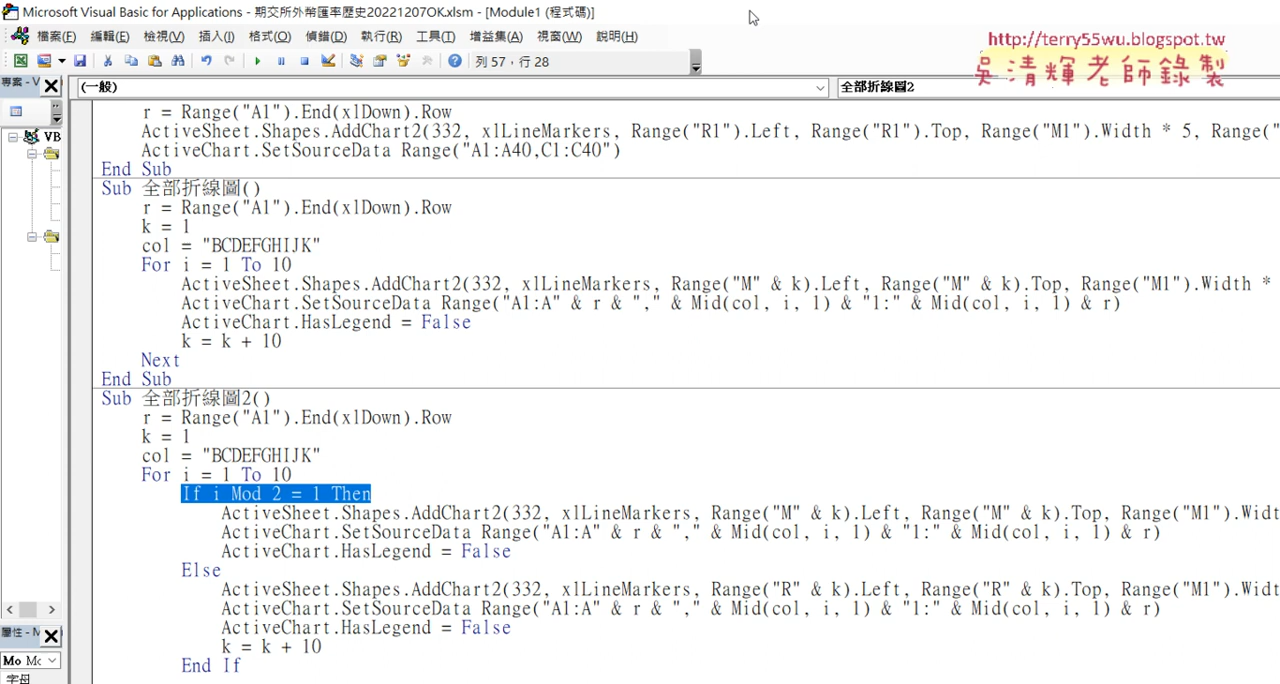 Microsoft Visual Basic for Applications - 期交所外幣匯率歷史20221207OK.xlsm - [Module1 (程式碼)]
http://terry55wu.blogspot.tw
吳清輝老師錄製
檔案(F) 編輯(E) 檢視(V) 插入(I) 格式(O) 偵錯(D) 執行(R) 工具(T) 增益集(A) 視窗(W) 說明(H)
列 57，行 28
專案 - V
(一般)
全部折線圖2
VB
r = Range("A1").End(xlDown).Row
ActiveSheet.Shapes.AddChart2(332, xlLineMarkers, Range("R1").Left, Range("R1").Top, Range("M1").Width * 5, Range("
ActiveChart.SetSourceData Range("A1:A40,C1:C40")
End Sub
Sub 全部折線圖()
r = Range("A1").End(xlDown).Row
k = 1
col = "BCDEFGHIJK"
For i = 1 To 10
ActiveSheet.Shapes.AddChart2(332, xlLineMarkers, Range("M" & k).Left, Range("M" & k).Top, Range("M1").Width *
ActiveChart.SetSourceData Range("A1:A" & r & "," & Mid(col, i, 1) & "1:" & Mid(col, i, 1) & r)
ActiveChart.HasLegend = False
k = k + 10
Next
End Sub
Sub 全部折線圖2()
r = Range("A1").End(xlDown).Row
k = 1
col = "BCDEFGHIJK"
For i = 1 To 10
If i Mod 2 = 1 Then
ActiveSheet.Shapes.AddChart2(332, xlLineMarkers, Range("M" & k).Left, Range("M" & k).Top, Range("M1").Widt
ActiveChart.SetSourceData Range("A1:A" & r & "," & Mid(col, i, 1) & "1:" & Mid(col, i, 1) & r)
ActiveChart.HasLegend = False
Else
ActiveSheet.Shapes.AddChart2(332, xlLineMarkers, Range("R" & k).Left, Range("R" & k).Top, Range("M1").Widt
ActiveChart.SetSourceData Range("A1:A" & r & "," & Mid(col, i, 1) & "1:" & Mid(col, i, 1) & r)
ActiveChart.HasLegend = False
k = k + 10
End If
屬性 - M
Mo Mc
字母